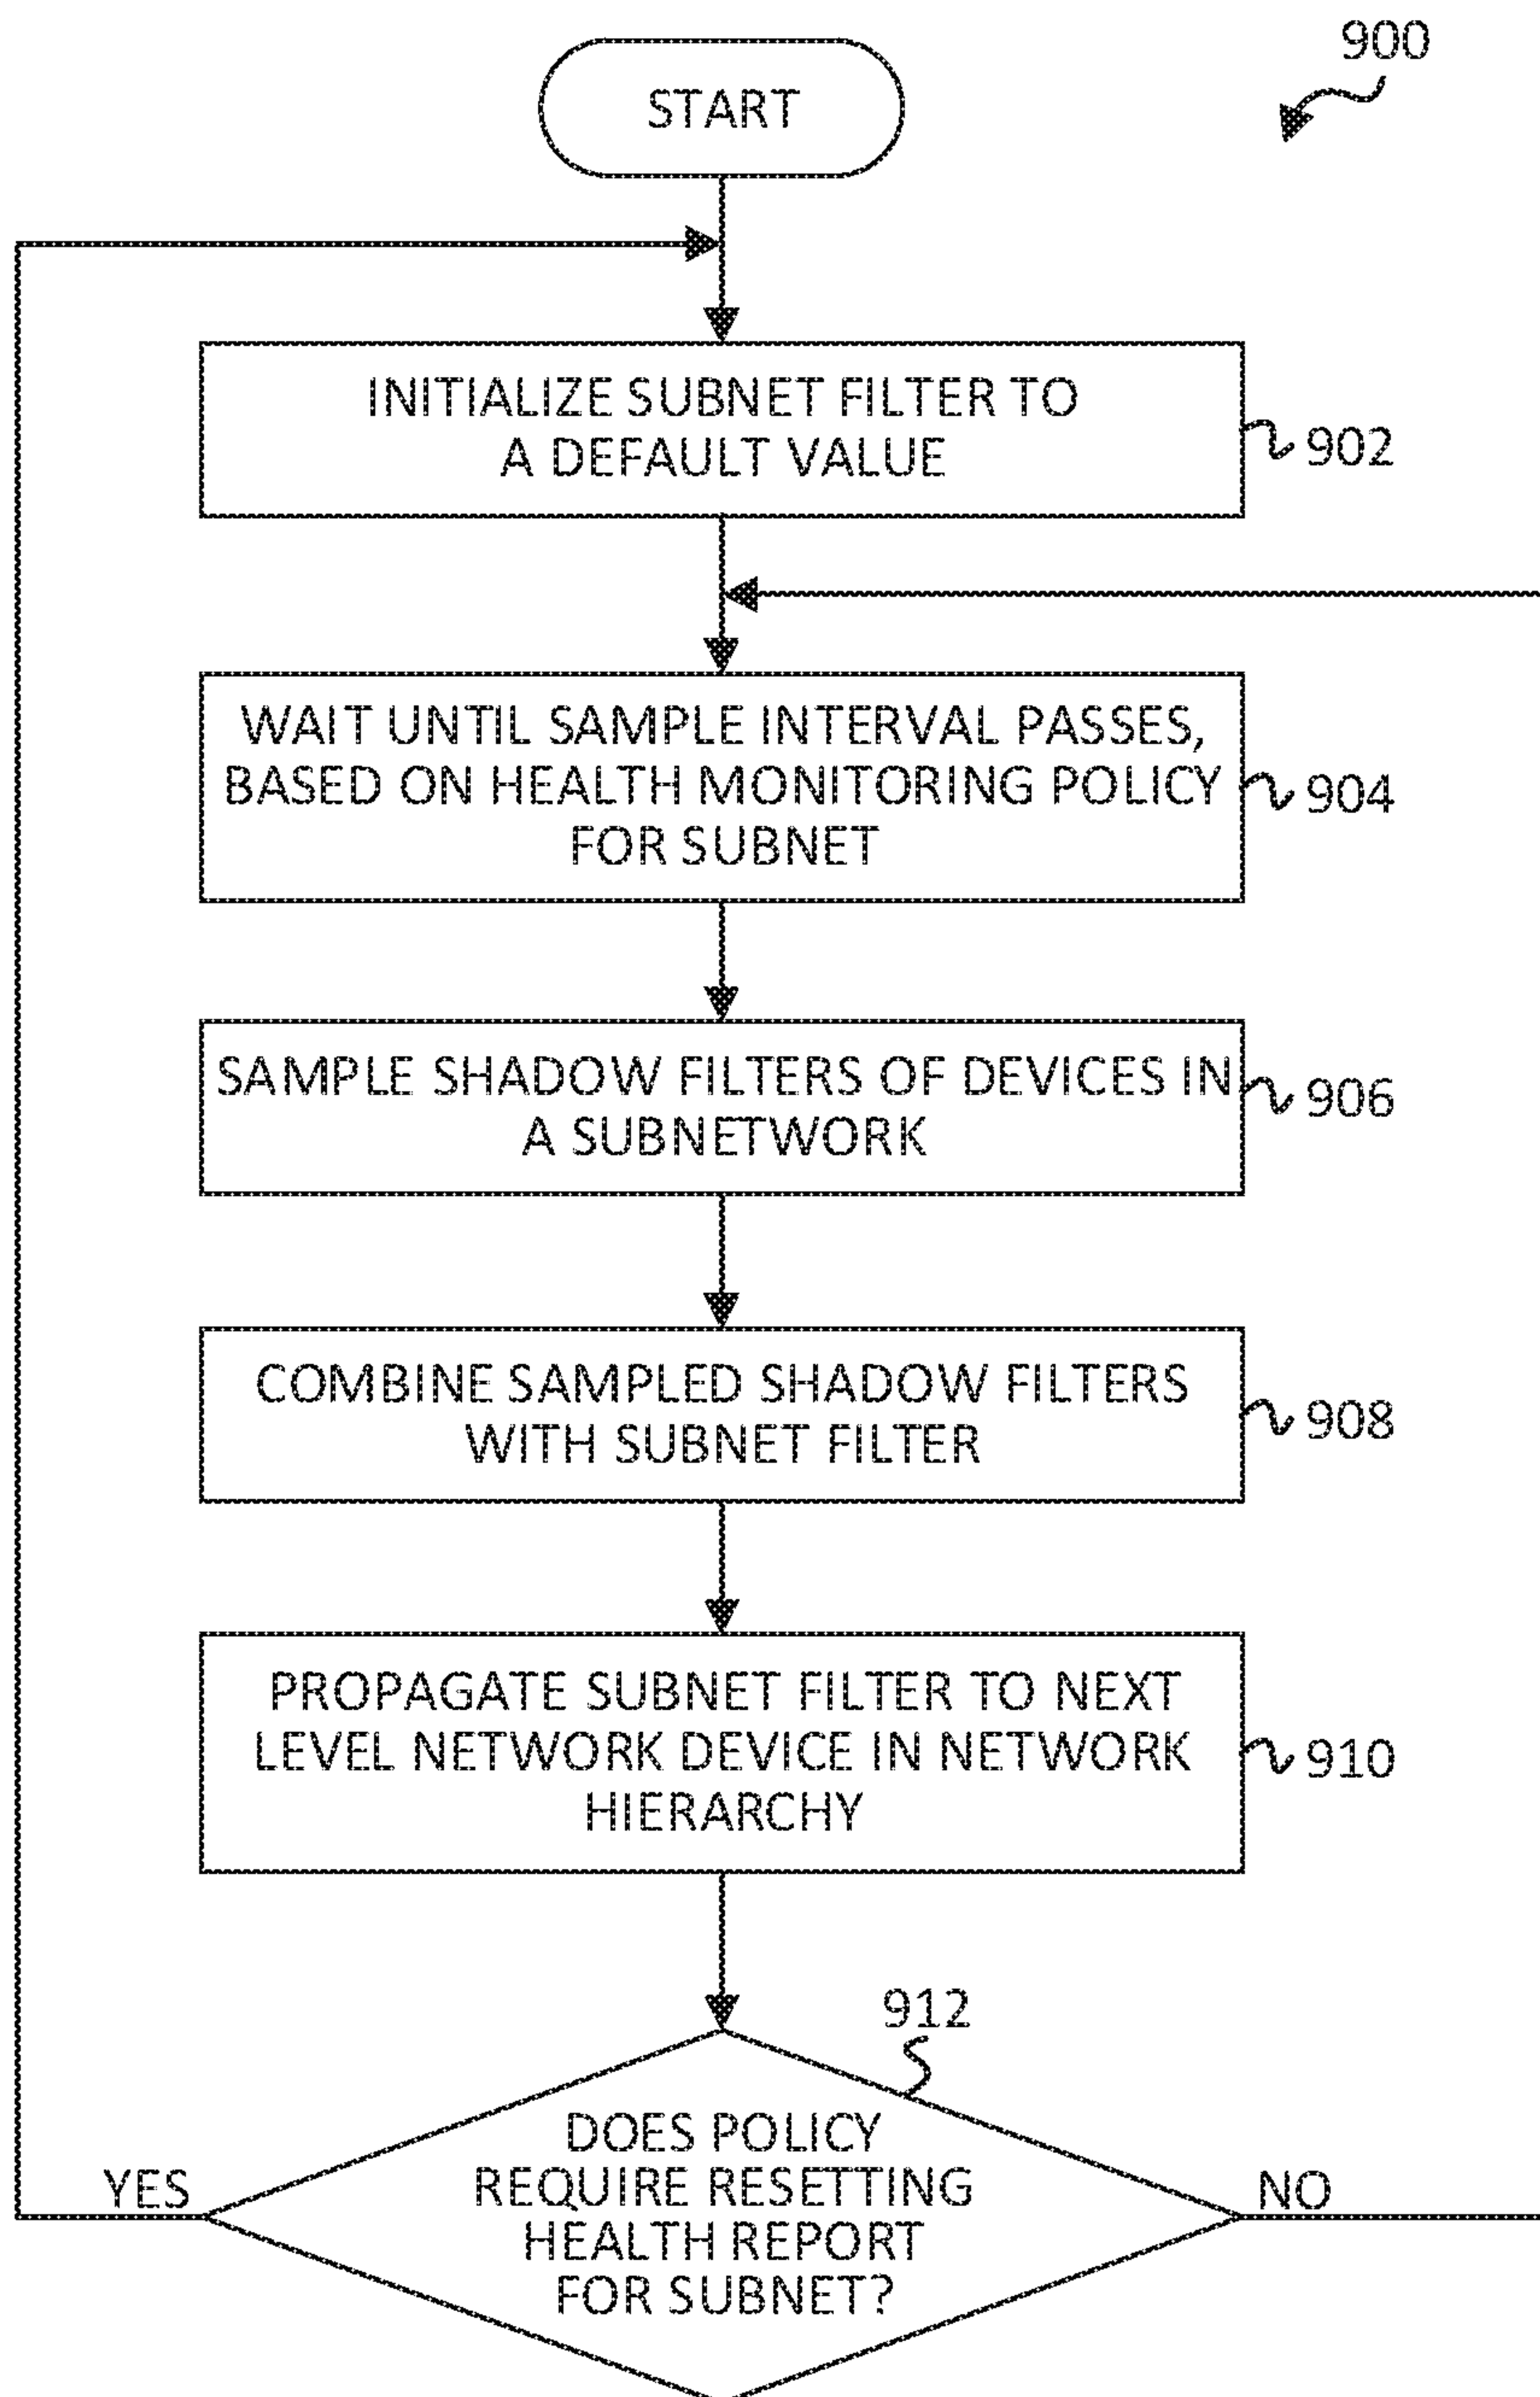 900
START
INITIALIZE SUBNET FILTER TO
A DEFAULT VALUE
902
WAIT UNTIL SAMPLE INTERVAL PASSES,
BASED ON HEALTH MONITORING POLICY
FOR SUBNET
904
SAMPLE SHADOW FILTERS OF DEVICES IN
A SUBNETWORK
906
COMBINE SAMPLED SHADOW FILTERS
WITH SUBNET FILTER
908
PROPAGATE SUBNET FILTER TO NEXT
LEVEL NETWORK DEVICE IN NETWORK
HIERARCHY
910
912
DOES POLICY
REQUIRE RESETTING
HEALTH REPORT
FOR SUBNET?
YES
NO